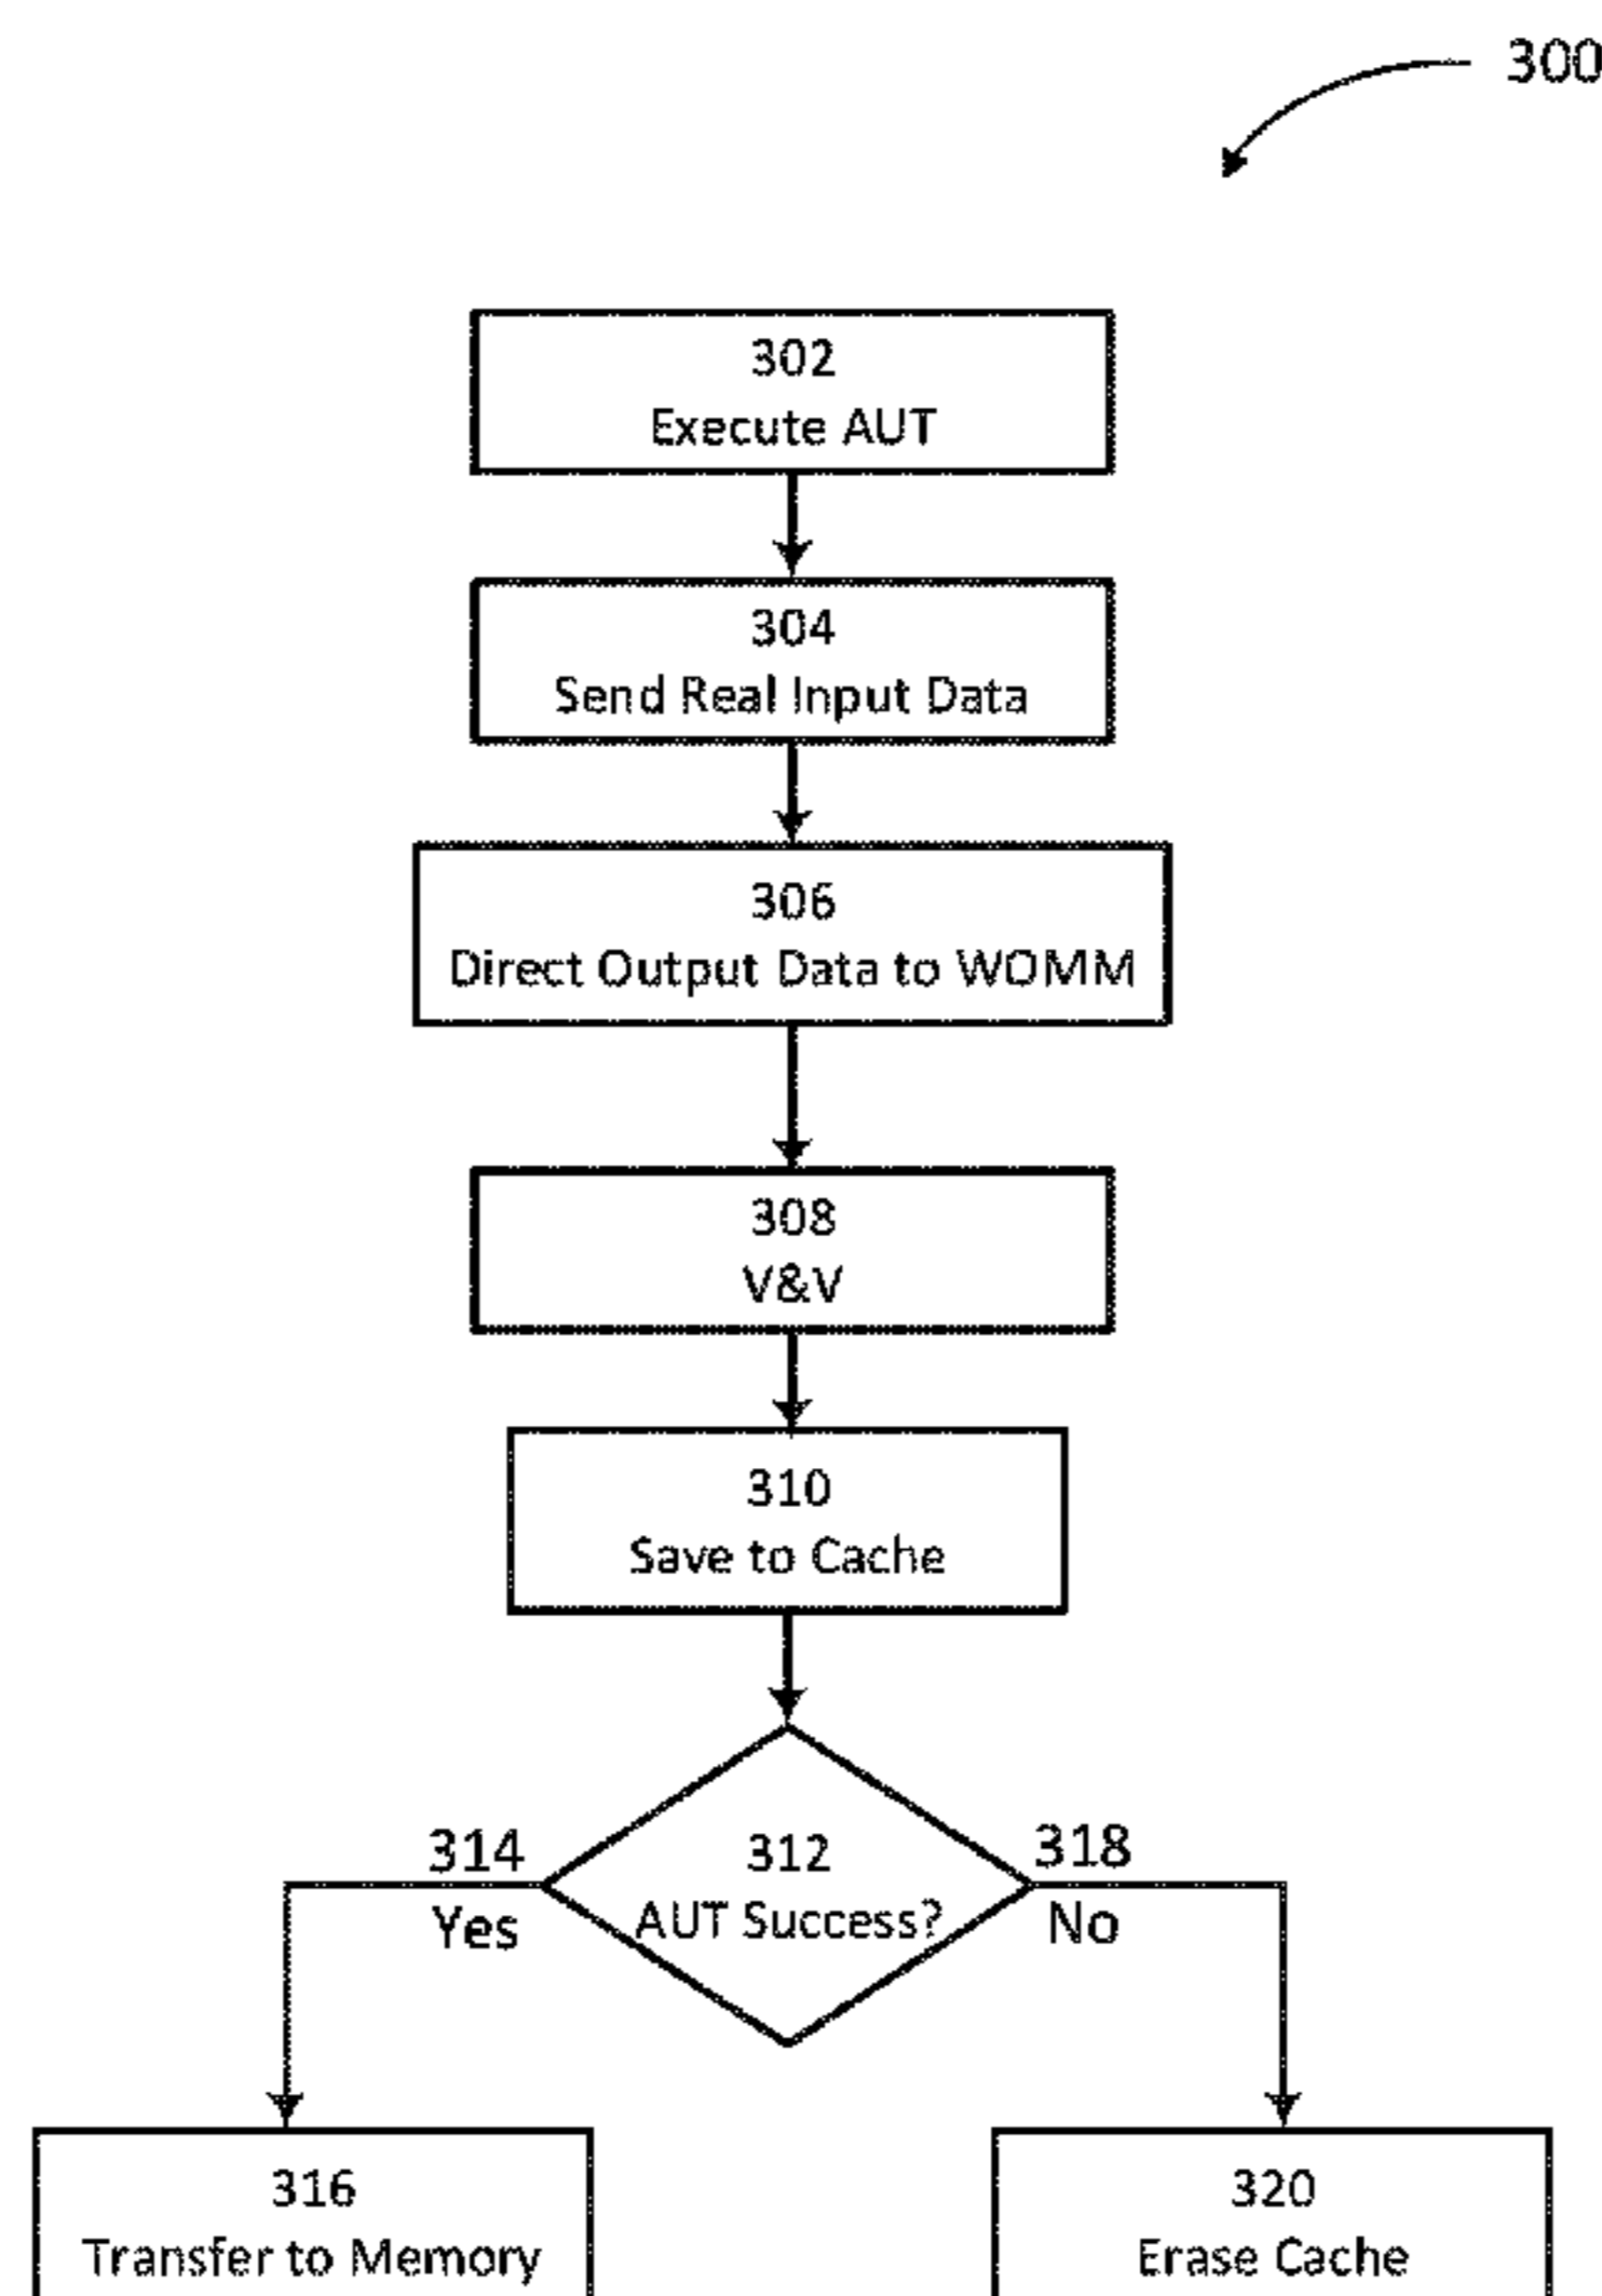 300
302
Execute AUT
304
Send Real Input Data
306
Direct Output Data to WOMM
308
V&V
310
Save to Cache
312
AUT Success?
314
Yes
318
No
316
Transfer to Memory
320
Erase Cache